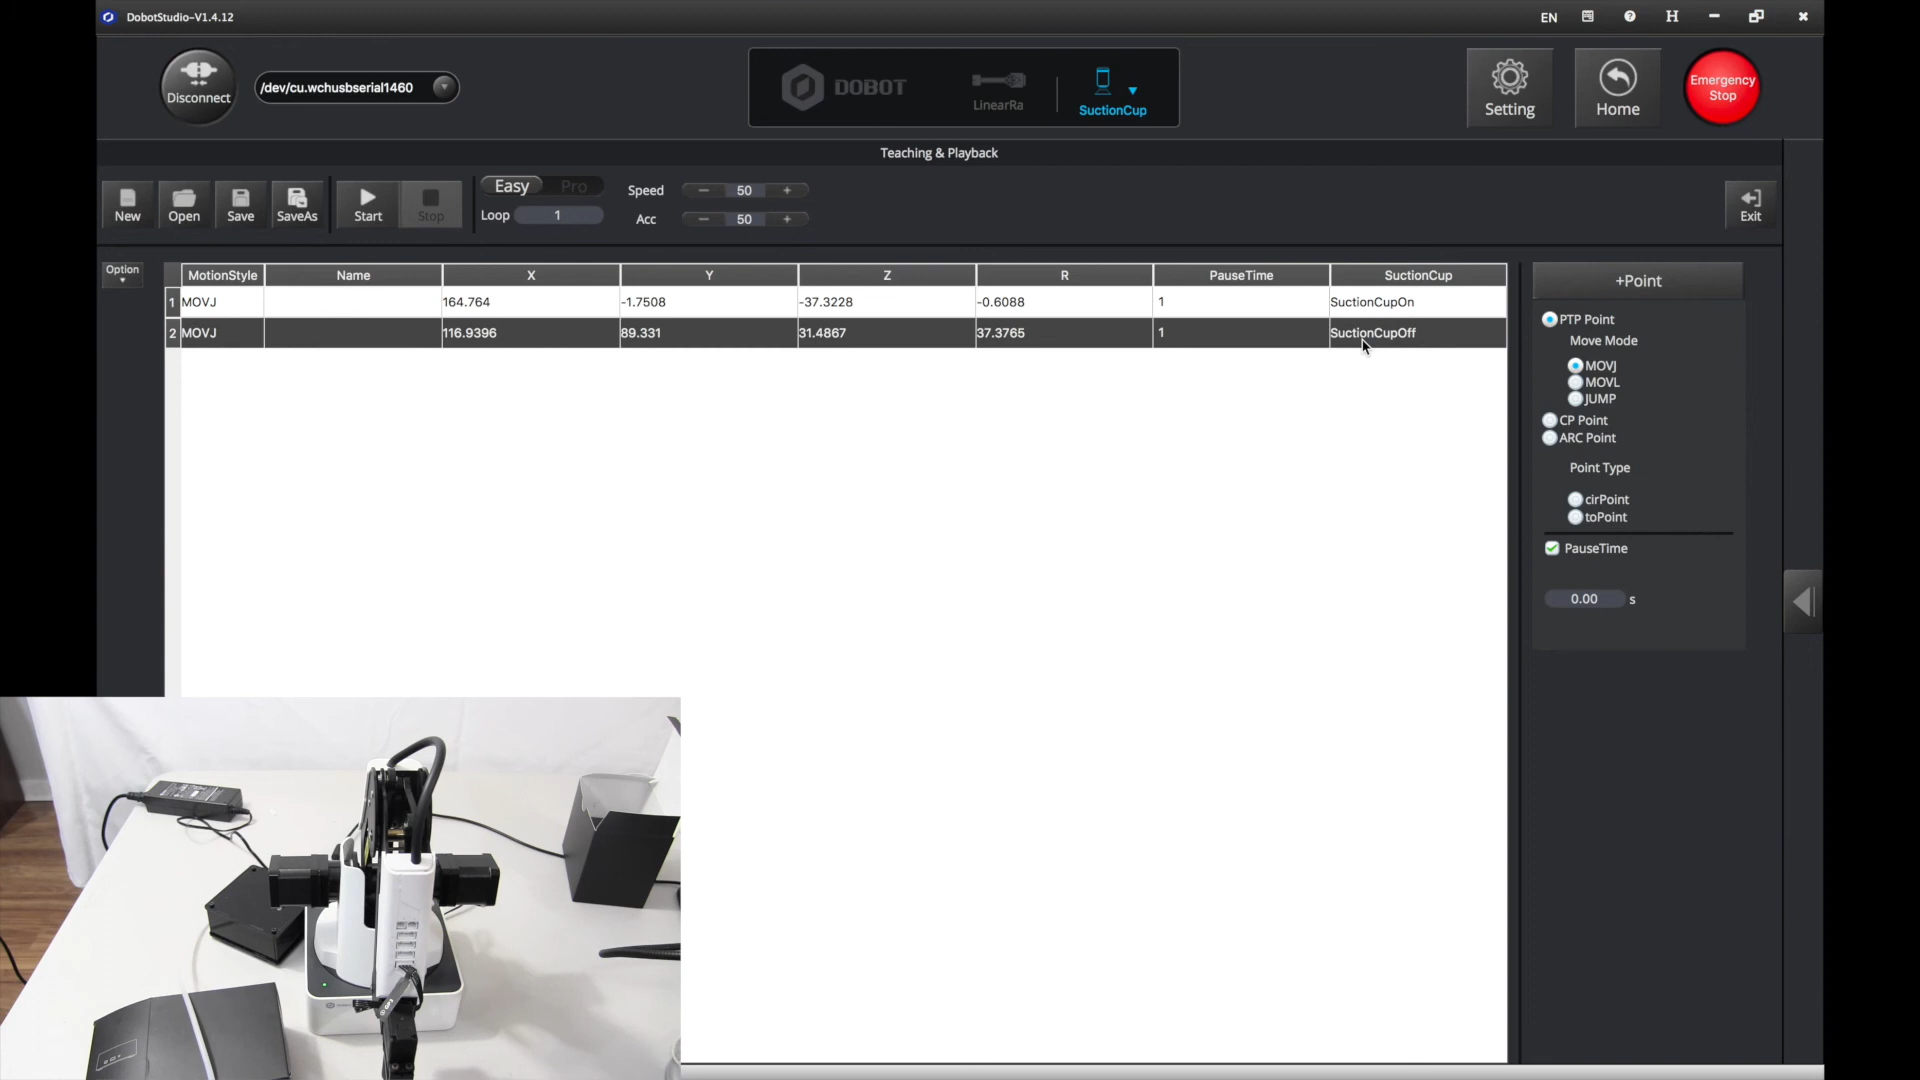 DobotStudio-V1.4.12
EN
H
Disconnect
/dev/cu.wchusbserial1460
DOBOT
LinearRa
SuctionCup
Setting
Home
Emergency
Stop
Teaching & Playback
New
Open
Save
SaveAs
Start
Stop
Easy
Pro
Loop
1
Speed
50
Acc
50
Exit
Option
MotionStyle Name X Y Z R PauseTime SuctionCup
1 MOVJ 164.764 -1.7508 -37.3228 -0.6088 1 SuctionCupOn
2 MOVJ 116.9396 89.331 31.4867 37.3765 1 SuctionCupOff
+Point
PTP Point
Move Mode
MOVJ
MOVL
JUMP
CP Point
ARC Point
Point Type
cirPoint
toPoint
PauseTime
0.00 s